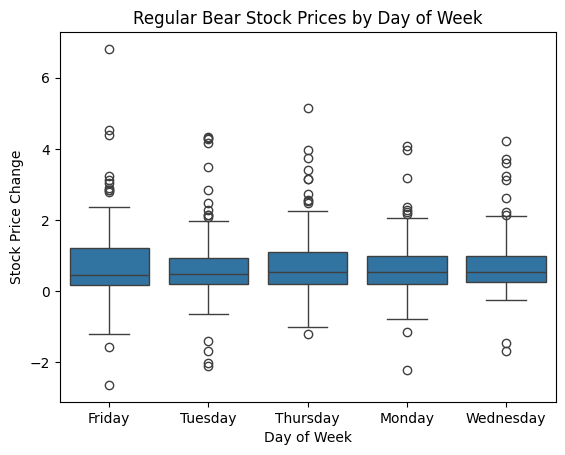 Regular Bear Stock Prices by Day of Week
Stock Price Change
6
4
2
0
−2
Friday Tuesday Thursday Monday Wednesday
Day of Week